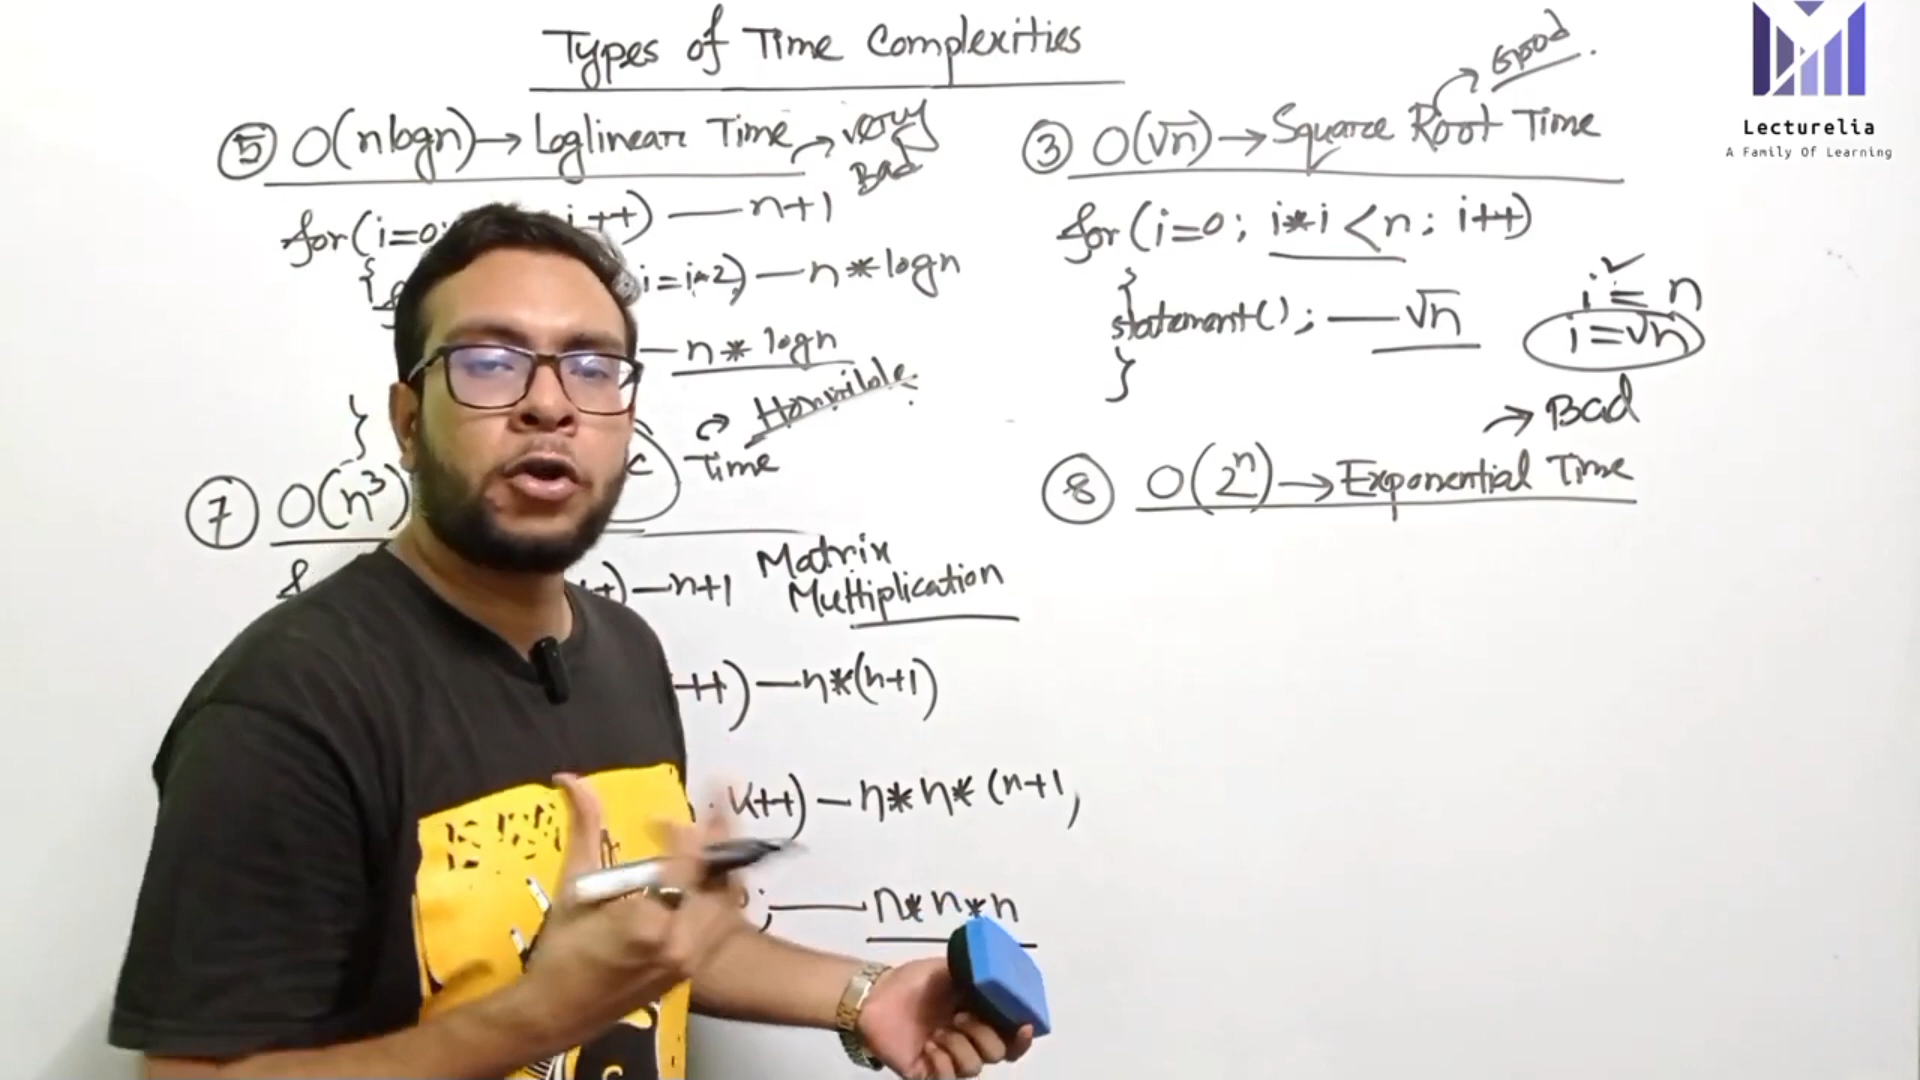 Types of Time Complexities
Lecturelia
A Family Of Learning
⑤ O(nlogn) → Loglinear Time → very Bad
for(i=0; i++) — n+1
{
i=i*2) — n * logn
— n * logn
}
③ O(√n) → Square Root Time → Good.
for (i=0; i*i < n; i++)
{
statement(); — √n
}
i² = n
i = √n
⑦ O(n³) c Time → Horrible
++) — n+1
Matrix
Multiplication
++) — n*(n+1)
k++) — n*n*(n+1)
; — n*n*n
⑧ O(2ⁿ) → Exponential Time → Bad